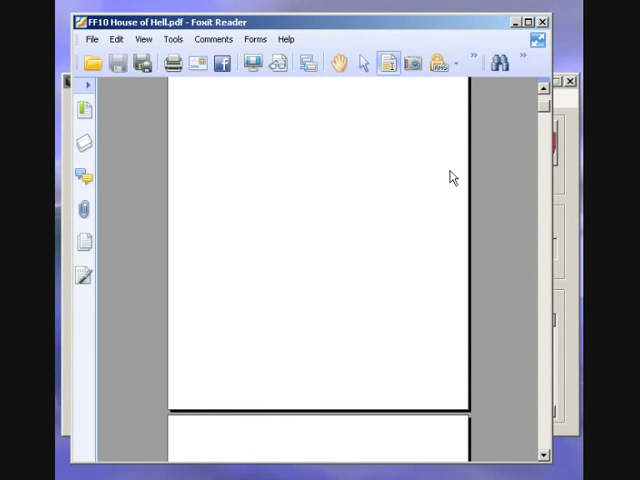 FF10 House of Hell.pdf - Foxit Reader
File Edit View Tools Comments Forms Help